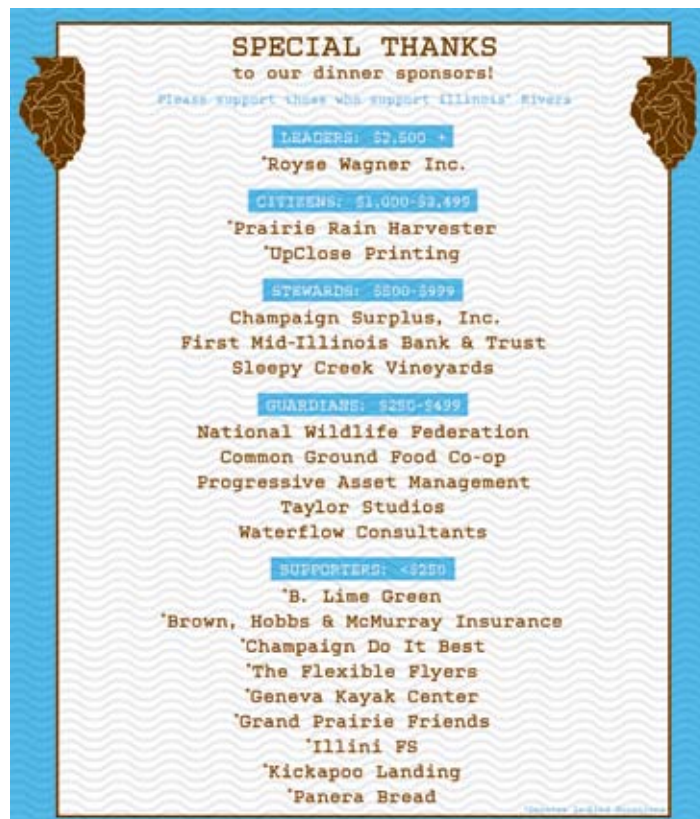 SPECIAL THANKS
to our dinner sponsors!
Please support those who support Illinois' Rivers
LEADERS: $2,500 +
*Royse Wagner Inc.
CITIZENS: $1,000-$2,499
*Prairie Rain Harvester
*UpClose Printing
STEWARDS: $500-$999
Champaign Surplus, Inc.
First Mid-Illinois Bank & Trust
Sleepy Creek Vineyards
GUARDIANS: $250-$499
National Wildlife Federation
Common Ground Food Co-op
Progressive Asset Management
Taylor Studios
Waterflow Consultants
SUPPORTERS: <$250
*B. Lime Green
*Brown, Hobbs & McMurray Insurance
*Champaign Do It Best
*The Flexible Flyers
*Geneva Kayak Center
*Grand Prairie Friends
*Illini FS
*Kickapoo Landing
*Panera Bread
*Denotes In-Kind Donations